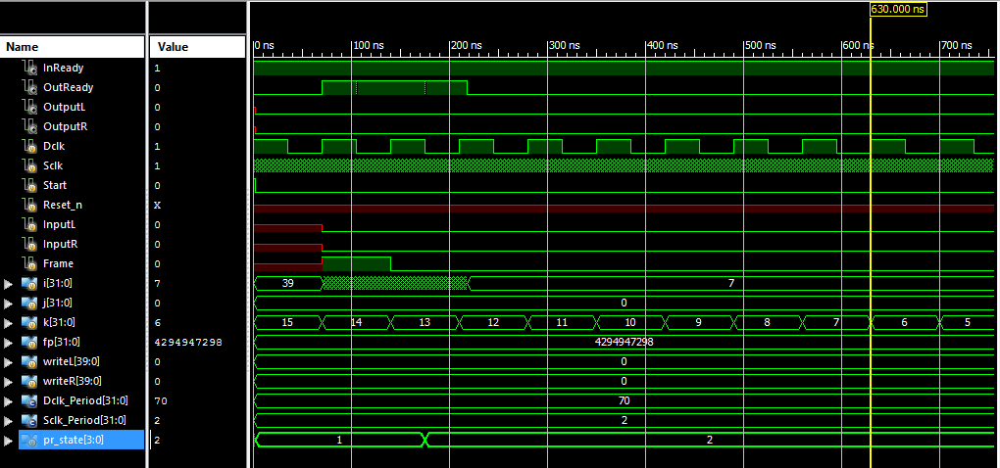 630.000 ns
Name Value
0 ns 100 ns 200 ns 300 ns 400 ns 500 ns 600 ns 700 ns
InReady 1
OutReady 0
OutputL 0
OutputR 0
Dclk 1
Sclk 1
Start 0
Reset_n X
InputL 0
InputR 0
Frame 0
i[31:0] 7 39 7
j[31:0] 0 0
k[31:0] 6 15 14 13 12 11 10 9 8 7 6 5
fp[31:0] 4294947298 4294947298
writeL[39:0] 0 0
writeR[39:0] 0 0
Dclk_Period[31:0] 70 70
Sclk_Period[31:0] 2 2
pr_state[3:0] 2 1 2